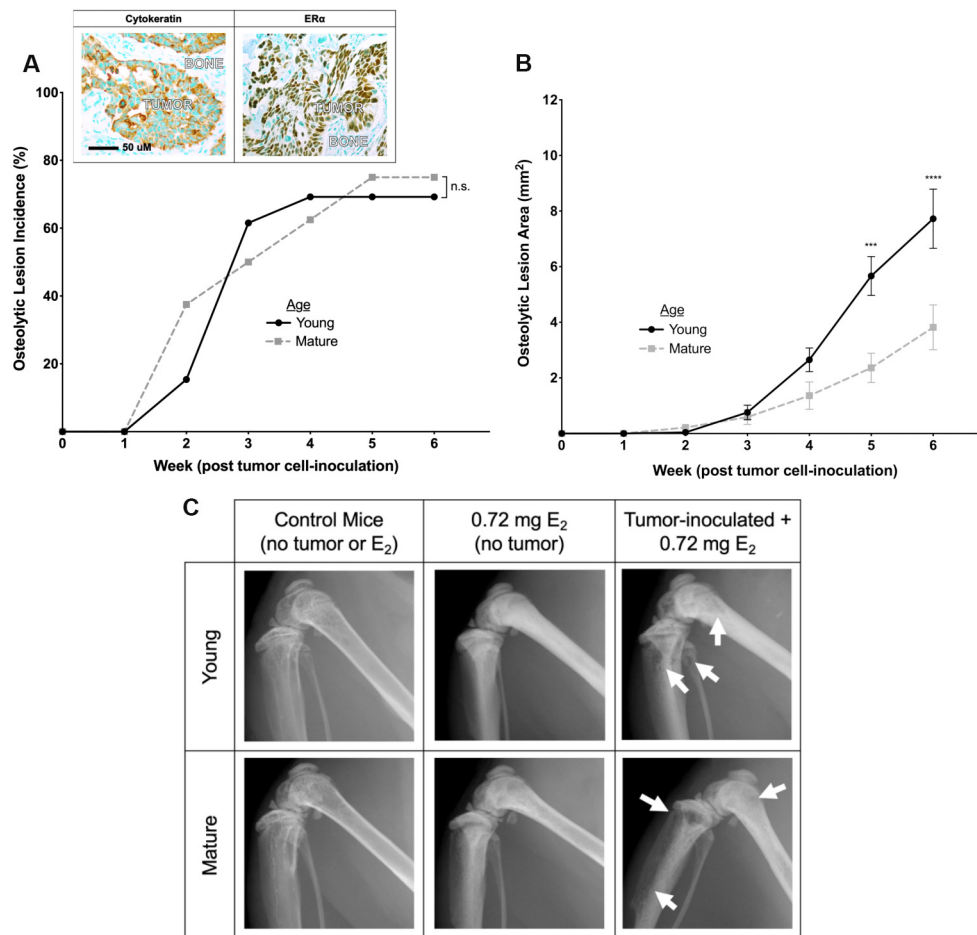 Cytokeratin
ERα
A
BONE
TUMOR
50 uM
TUMOR
BONE
Osteolytic Lesion Incidence (%)
100
80
60
40
20
0
0 1 2 3 4 5 6
n.s.
Age
Young
Mature
Week (post tumor cell-inoculation)
B
Osteolytic Lesion Area (mm²)
12
10
8
6
4
2
0 1 2 3 4 5 6
***
****
Age
Young
Mature
Week (post tumor cell-inoculation)
C
Control Mice
(no tumor or E₂)
0.72 mg E₂
(no tumor)
Tumor-inoculated +
0.72 mg E₂
Young
Mature